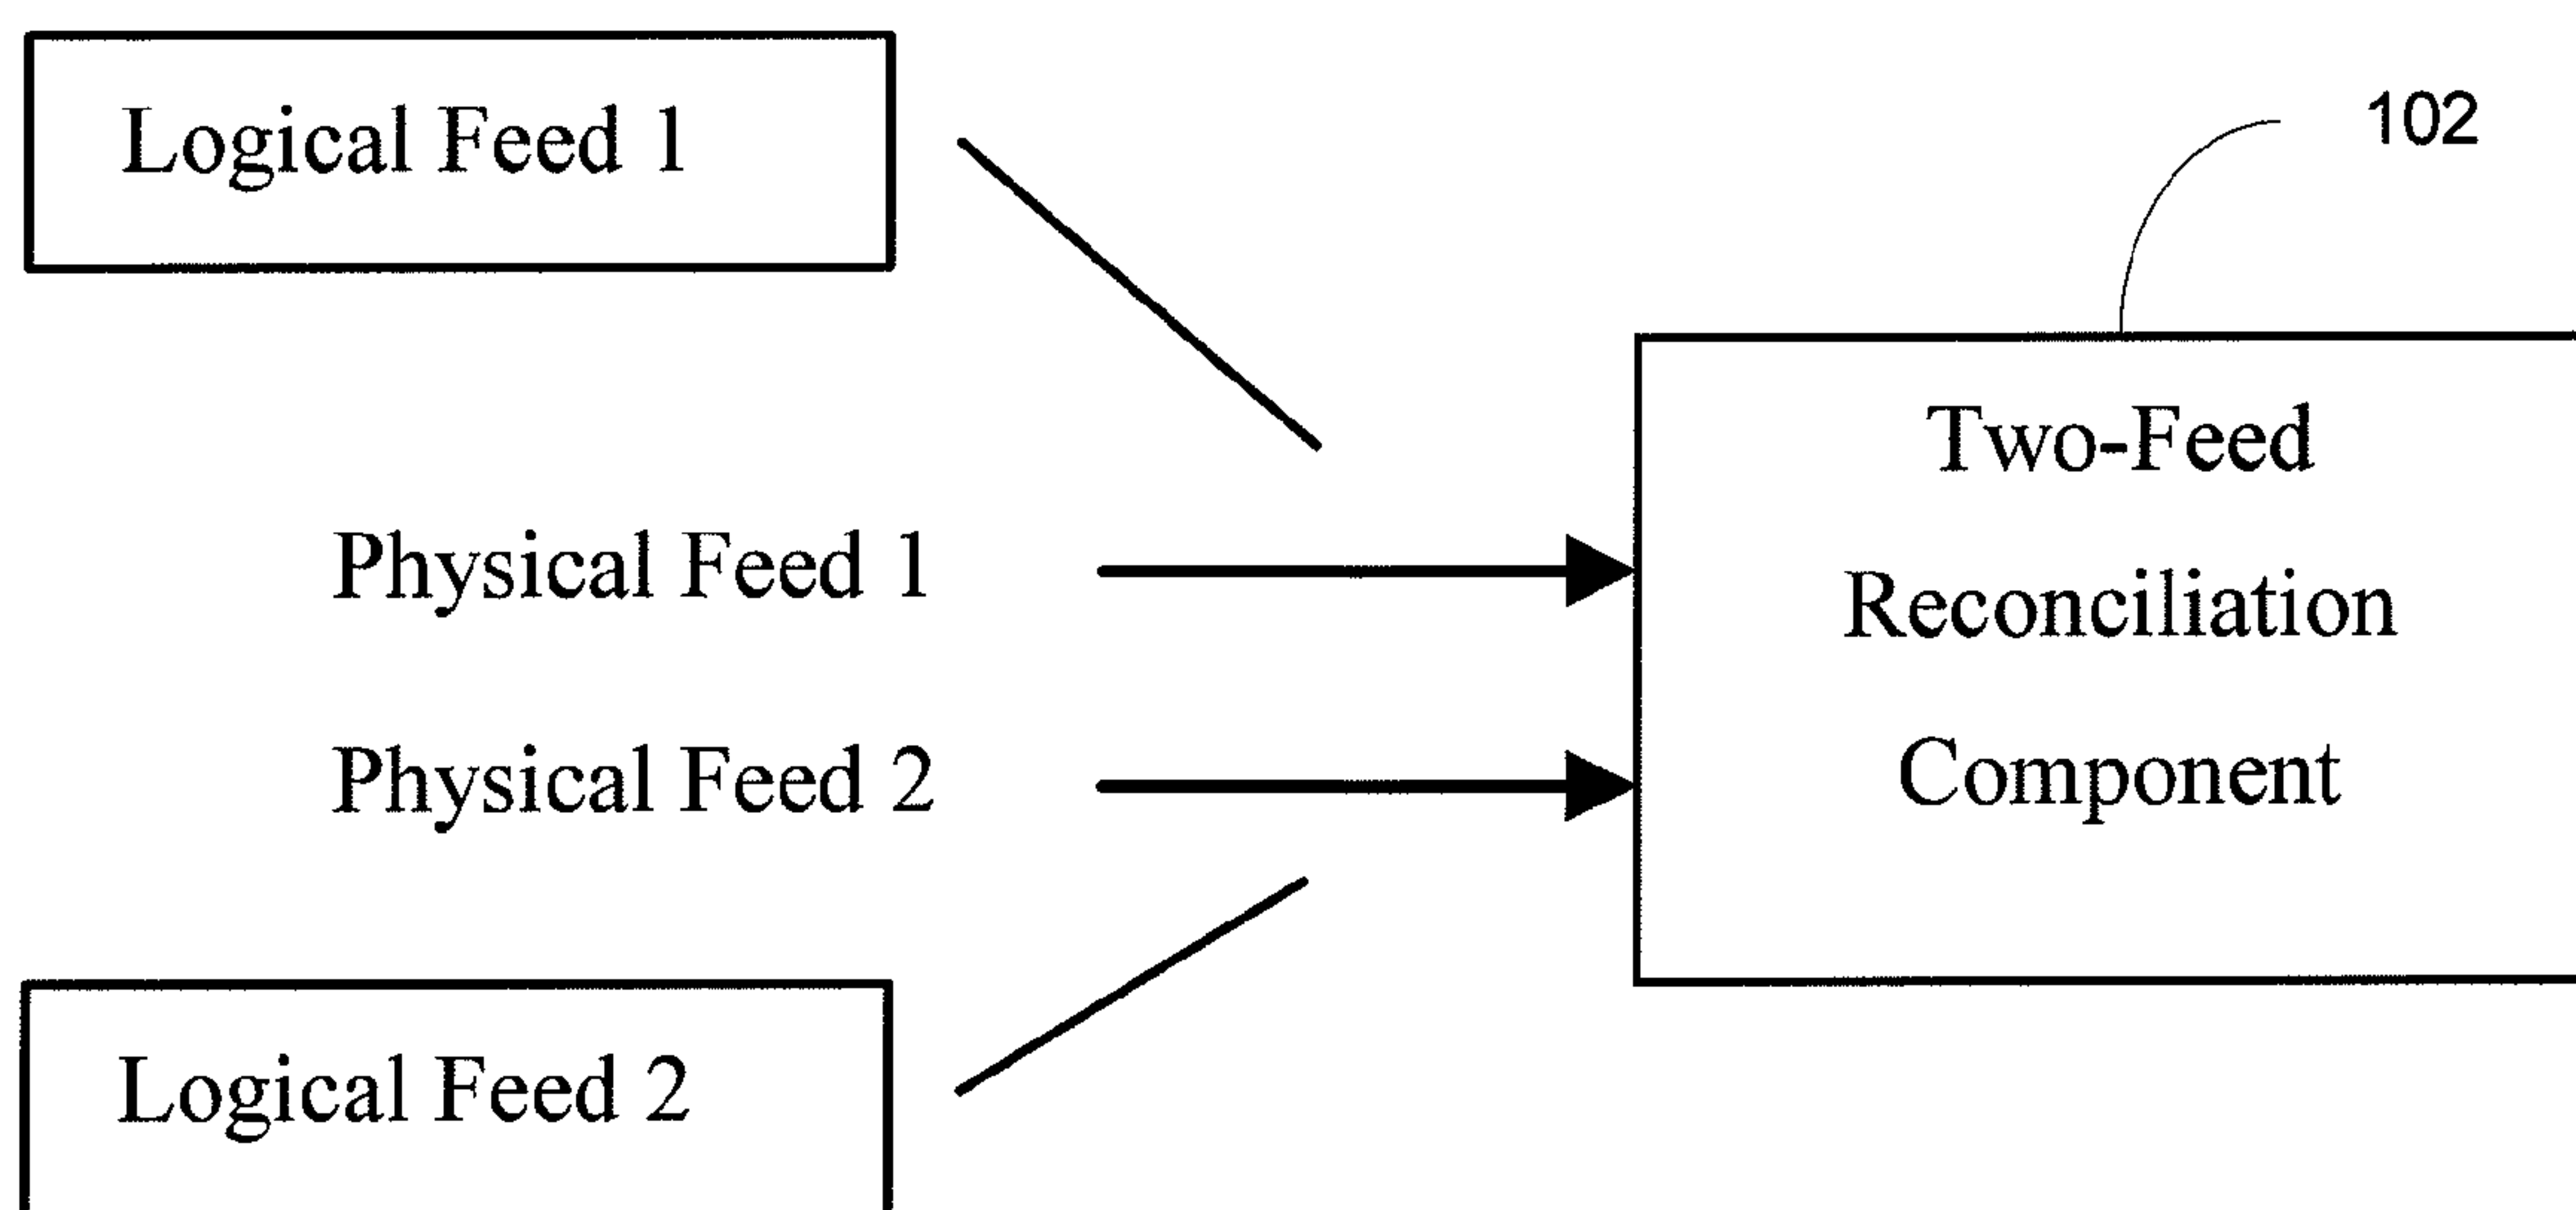 Logical Feed 1
102
Two-Feed
Reconciliation
Component
Physical Feed 1
Physical Feed 2
Logical Feed 2